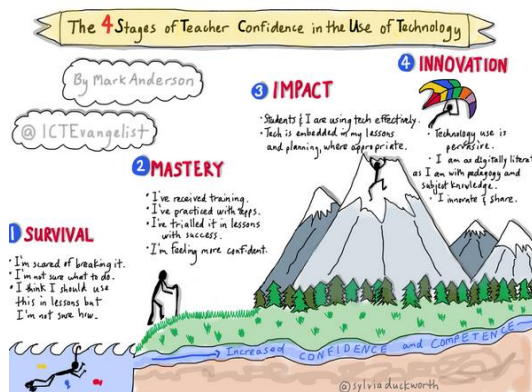 The 4 Stages of Teacher Confidence in the Use of Technology
By Mark Anderson
@ICTEvangelist
1 SURVIVAL
• I'm scared of breaking it.
• I'm not sure what to do.
• I think I should use
this in lessons but
I'm not sure how.
2 MASTERY
• I've received training.
• I've practiced with apps.
• I've trialled it in lessons
with success.
• I'm feeling more confident.
3 IMPACT
• Students & I are using tech effectively.
• Tech is embedded in my lessons
and planning, where appropriate.
4 INNOVATION
• Technology use is
pervasive.
• I am as digitally literate
as I am with pedagogy and
subject knowledge.
• I innovate & share.
Increased CONFIDENCE and COMPETENCE
@sylviaduckworth